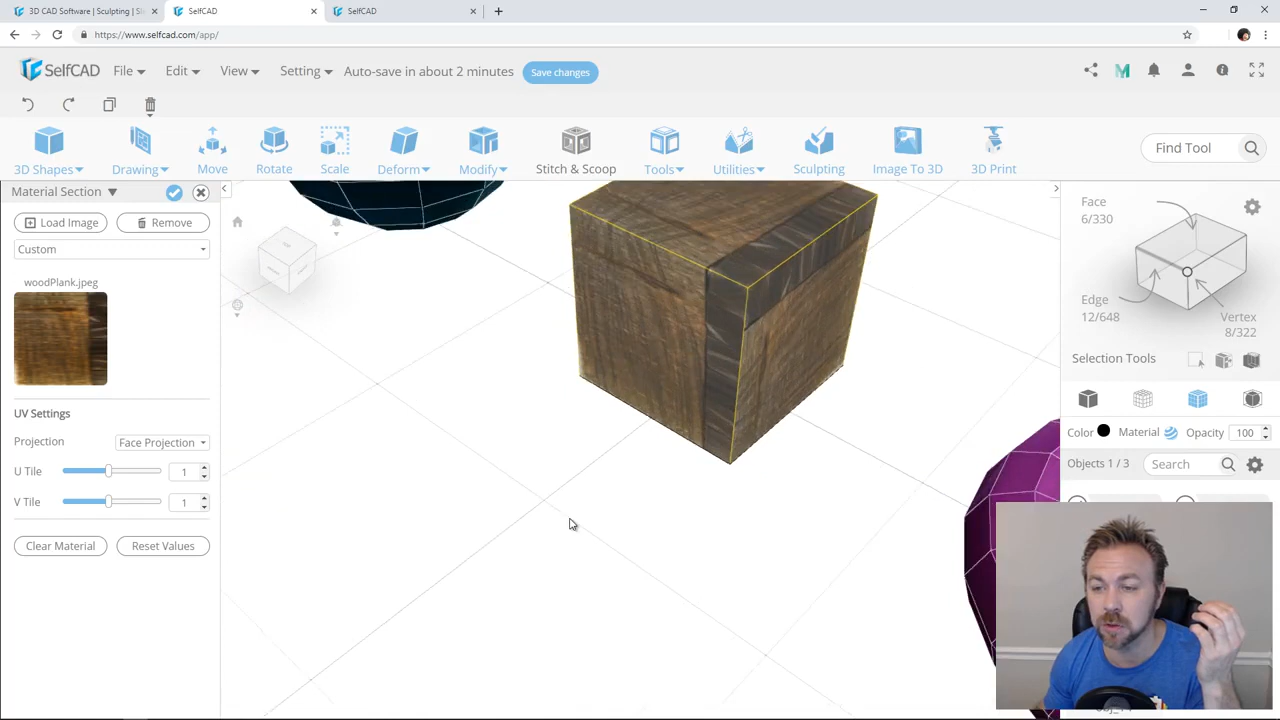 3D CAD Software | Sculpting | Sli
SelfCAD
SelfCAD
https://www.selfcad.com/app/
SelfCAD
File
Edit
View
Setting
Auto-save in about 2 minutes
Save changes
3D Shapes
Drawing
Move
Rotate
Scale
Deform
Modify
Stitch & Scoop
Tools
Utilities
Sculpting
Image To 3D
3D Print
Find Tool
Material Section
Load Image
Remove
Custom
woodPlank.jpeg
UV Settings
Projection
Face Projection
U Tile
1
V Tile
1
Clear Material
Reset Values
Face
6/330
Edge
12/648
Vertex
8/322
Selection Tools
Color
Material
Opacity
100
Objects 1 / 3
Search